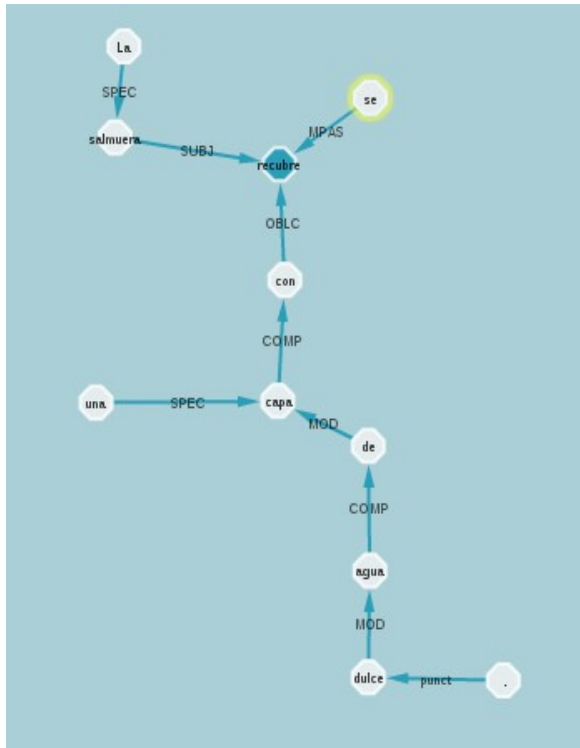 La
SPEC
se
salmuera
MPAS
SUBJ
recubre
OBLC
con
COMP
una
SPEC
capa
MOD
de
COMP
agua
MOD
dulce
punct
.